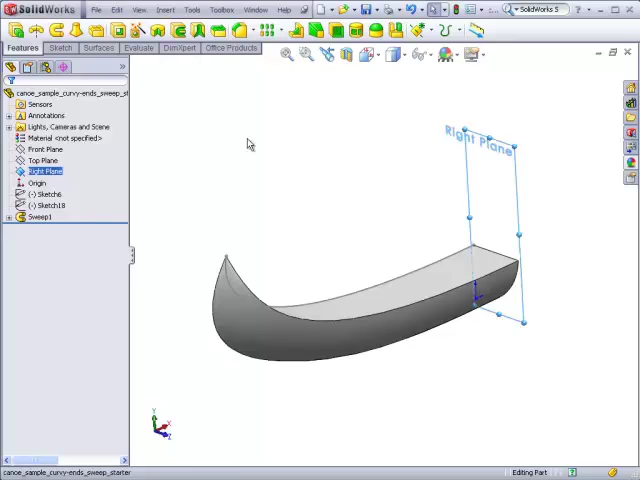 SolidWorks File Edit View Insert Tools Toolbox Window Help SolidWorks S
Features Sketch Surfaces Evaluate DimXpert Office Products
canoe_sample_curvy-ends_sweep_st
Sensors
Annotations
Lights, Cameras and Scene
Material <not specified>
Front Plane
Top Plane
Right Plane
Origin
(-) Sketch6
(-) Sketch18
Sweep1
Right Plane
Y
X
Z
canoe_sample_curvy-ends_sweep_starter Editing Part